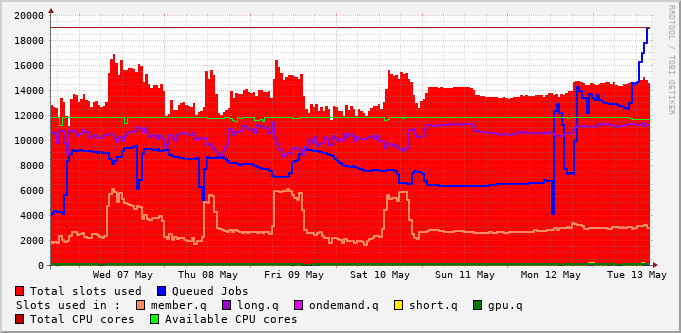 20000
18000
16000
14000
12000
10000
8000
6000
4000
2000
0
Wed 07 May Thu 08 May Fri 09 May Sat 10 May Sun 11 May Mon 12 May Tue 13 May
RRDTOOL / TOBI OETIKER
Total slots used Queued Jobs
Slots used in : member.q long.q ondemand.q short.q gpu.q
Total CPU cores Available CPU cores